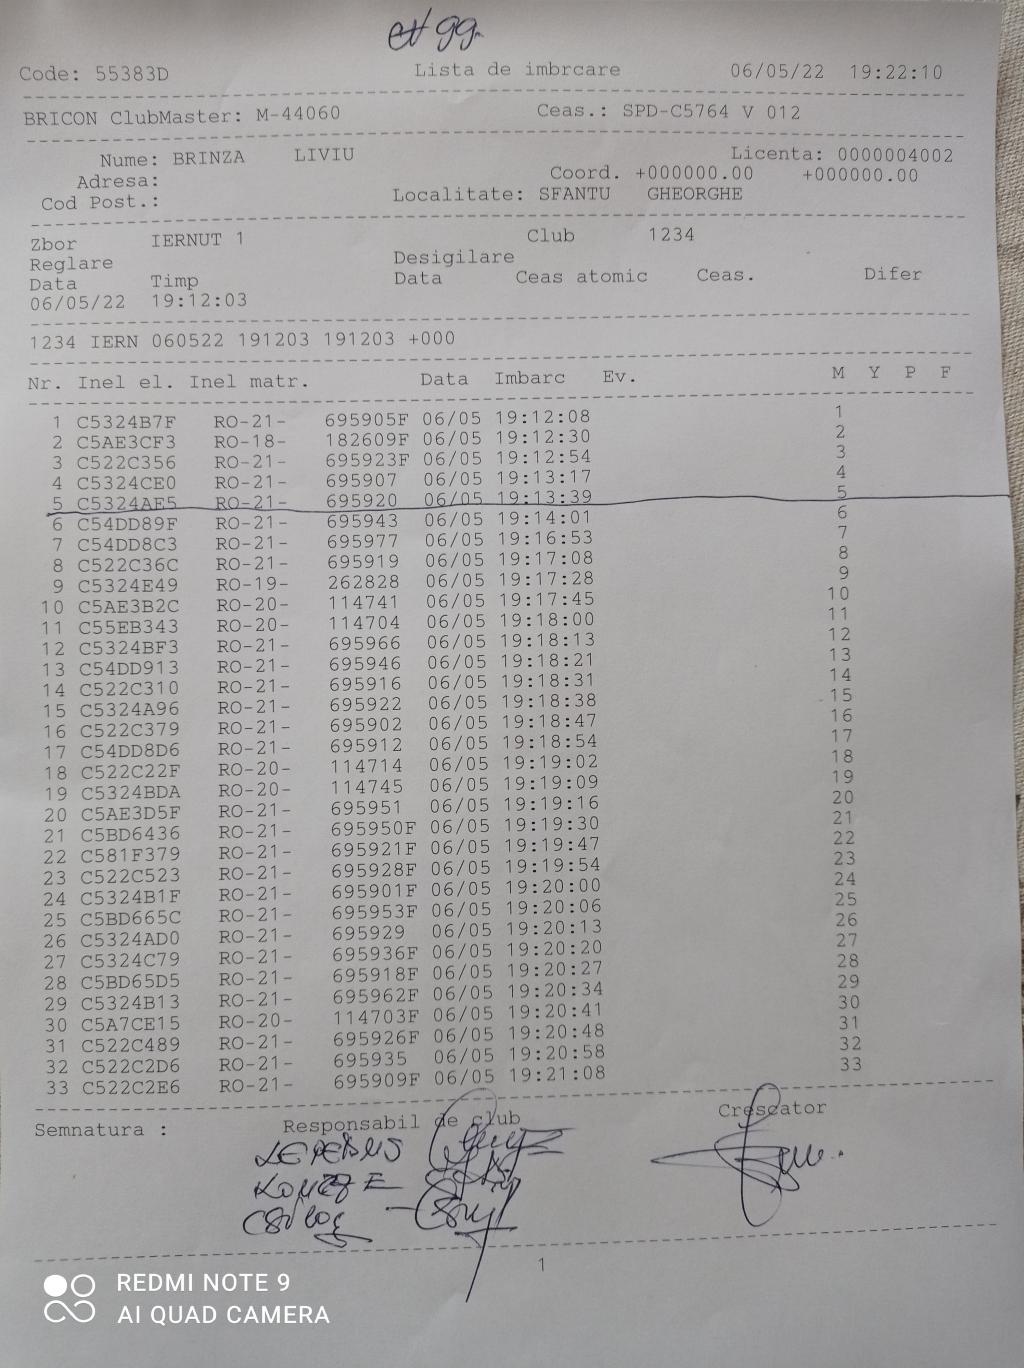 Code: 55383D Lista de imbrcare 06/05/22 19:22:10
BRICON ClubMaster: M-44060 Ceas.: SPD-C5764 V 012
Nume: BRINZA LIVIU Licenta: 0000004002
Adresa: Coord. +000000.00 +000000.00
Cod Post.: Localitate: SFANTU GHEORGHE
Zbor IERNUT 1 Club 1234
Reglare Desigilare
Data Timp Data Ceas atomic Ceas. Difer
06/05/22 19:12:03
1234 IERN 060522 191203 191203 +000
Nr. Inel el. Inel matr. Data Imbarc Ev. M Y P F
1 C5324B7F RO-21- 695905F 06/05 19:12:08 1
2 C5AE3CF3 RO-18- 182609F 06/05 19:12:30 2
3 C522C356 RO-21- 695923F 06/05 19:12:54 3
4 C5324CE0 RO-21- 695907 06/05 19:13:17 4
5 C5324AE5 RO-21- 695920 06/05 19:13:39 5
6 C54DD89F RO-21- 695943 06/05 19:14:01 6
7 C54DD8C3 RO-21- 695977 06/05 19:16:53 7
8 C522C36C RO-21- 695919 06/05 19:17:08 8
9 C5324E49 RO-19- 262828 06/05 19:17:28 9
10 C5AE3B2C RO-20- 114741 06/05 19:17:45 10
11 C55EB343 RO-20- 114704 06/05 19:18:00 11
12 C5324BF3 RO-21- 695966 06/05 19:18:13 12
13 C54DD913 RO-21- 695946 06/05 19:18:21 13
14 C522C310 RO-21- 695916 06/05 19:18:31 14
15 C5324A96 RO-21- 695922 06/05 19:18:38 15
16 C522C379 RO-21- 695902 06/05 19:18:47 16
17 C54DD8D6 RO-21- 695912 06/05 19:18:54 17
18 C522C22F RO-20- 114714 06/05 19:19:02 18
19 C5324BDA RO-20- 114745 06/05 19:19:09 19
20 C5AE3D5F RO-21- 695951 06/05 19:19:16 20
21 C5BD6436 RO-21- 695950F 06/05 19:19:30 21
22 C581F379 RO-21- 695921F 06/05 19:19:47 22
23 C522C523 RO-21- 695928F 06/05 19:19:54 23
24 C5324B1F RO-21- 695901F 06/05 19:20:00 24
25 C5BD665C RO-21- 695953F 06/05 19:20:06 25
26 C5324AD0 RO-21- 695929 06/05 19:20:13 26
27 C5324C79 RO-21- 695936F 06/05 19:20:20 27
28 C5BD65D5 RO-21- 695918F 06/05 19:20:27 28
29 C5324B13 RO-21- 695962F 06/05 19:20:34 29
30 C5A7CE15 RO-20- 114703F 06/05 19:20:41 30
31 C522C489 RO-21- 695926F 06/05 19:20:48 31
32 C522C2D6 RO-21- 695935 06/05 19:20:58 32
33 C522C2E6 RO-21- 695909F 06/05 19:21:08 33
Semnatura : Responsabil de club Crescator
1
REDMI NOTE 9
AI QUAD CAMERA